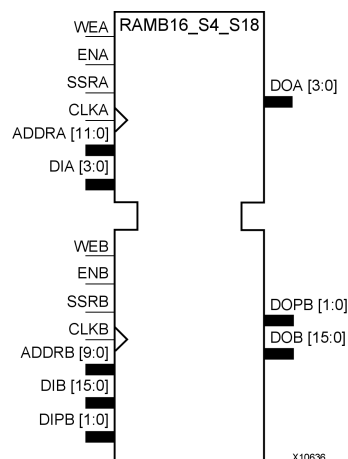 WEA
RAMB16_S4_S18
ENA
SSRA
DOA [3:0]
CLKA
ADDRA [11:0]
DIA [3:0]
WEB
ENB
SSRB
DOPB [1:0]
CLKB
DOB [15:0]
ADDRB [9:0]
DIB [15:0]
DIPB [1:0]
X10636